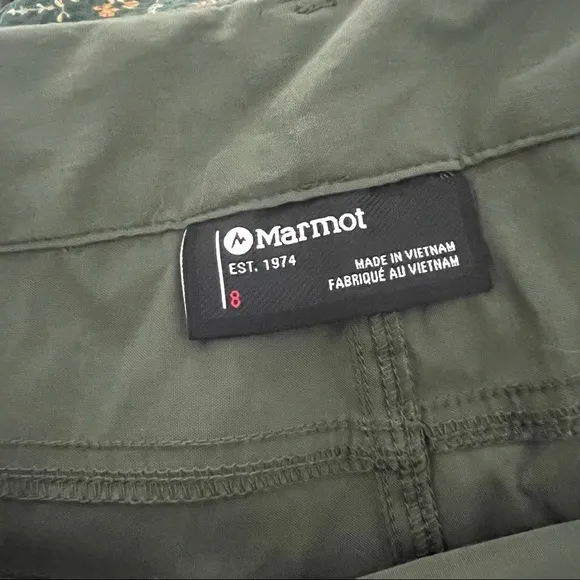 Marmot
EST. 1974
MADE IN VIETNAM
FABRIQUÉ AU VIETNAM
8